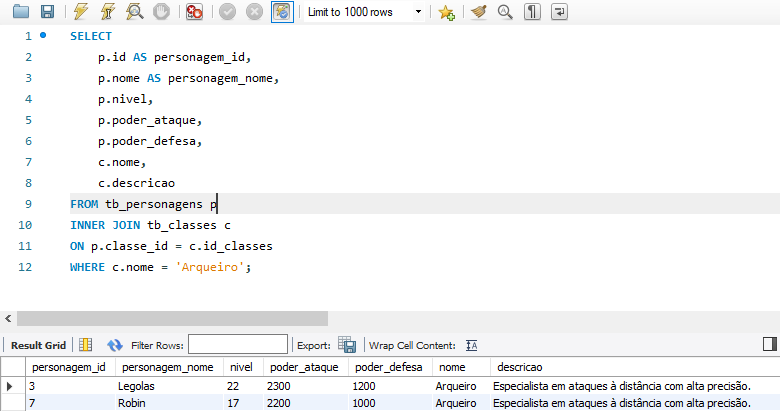 Limit to 1000 rows
1 SELECT
2 p.id AS personagem_id,
3 p.nome AS personagem_nome,
4 p.nivel,
5 p.poder_ataque,
6 p.poder_defesa,
7 c.nome,
8 c.descricao
9 FROM tb_personagens p
10 INNER JOIN tb_classes c
11 ON p.classe_id = c.id_classes
12 WHERE c.nome = 'Arqueiro';
Result Grid Filter Rows: Export: Wrap Cell Content:
personagem_id personagem_nome nivel poder_ataque poder_defesa nome descricao
3 Legolas 22 2300 1200 Arqueiro Especialista em ataques à distância com alta precisão.
7 Robin 17 2200 1000 Arqueiro Especialista em ataques à distância com alta precisão.